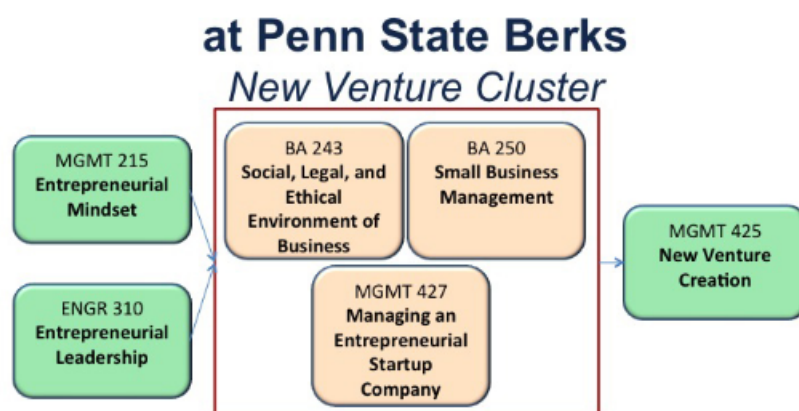 at Penn State Berks
New Venture Cluster
MGMT 215
Entrepreneurial
Mindset
ENGR 310
Entrepreneurial
Leadership
BA 243
Social, Legal, and
Ethical
Environment of
Business
BA 250
Small Business
Management
MGMT 427
Managing an
Entrepreneurial
Startup
Company
MGMT 425
New Venture
Creation